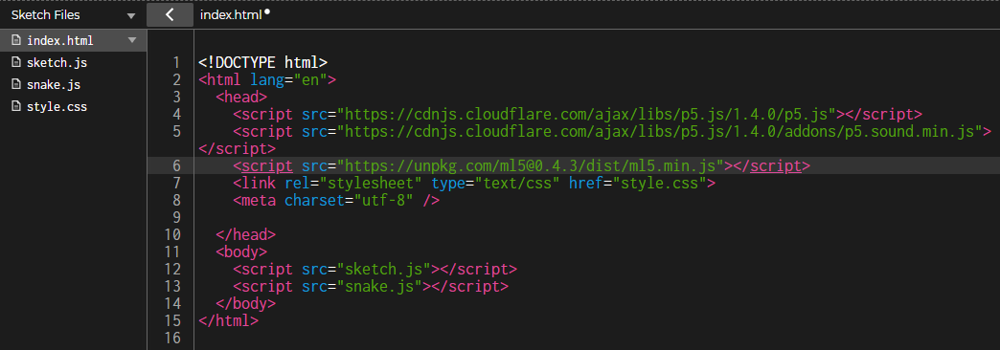 Sketch Files
index.html
index.html
sketch.js
snake.js
style.css
1 <!DOCTYPE html>
2 <html lang="en">
3 <head>
4 <script src="https://cdnjs.cloudflare.com/ajax/libs/p5.js/1.4.0/p5.js"></script>
5 <script src="https://cdnjs.cloudflare.com/ajax/libs/p5.js/1.4.0/addons/p5.sound.min.js">
</script>
6 <script src="https://unpkg.com/ml5@0.4.3/dist/ml5.min.js"></script>
7 <link rel="stylesheet" type="text/css" href="style.css">
8 <meta charset="utf-8" />
9
10 </head>
11 <body>
12 <script src="sketch.js"></script>
13 <script src="snake.js"></script>
14 </body>
15 </html>
16